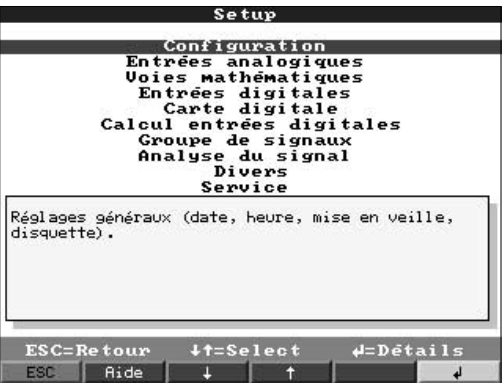 Setup
Configuration
Entrées analogiques
Voies mathématiques
Entrées digitales
Carte digitale
Calcul entrées digitales
Groupe de signaux
Analyse du signal
Divers
Service
Réglages généraux (date, heure, mise en veille,
disquette).
ESC=Retour ↓↑=Select ↲=Détails
ESC Aide ↓ ↑ ↲